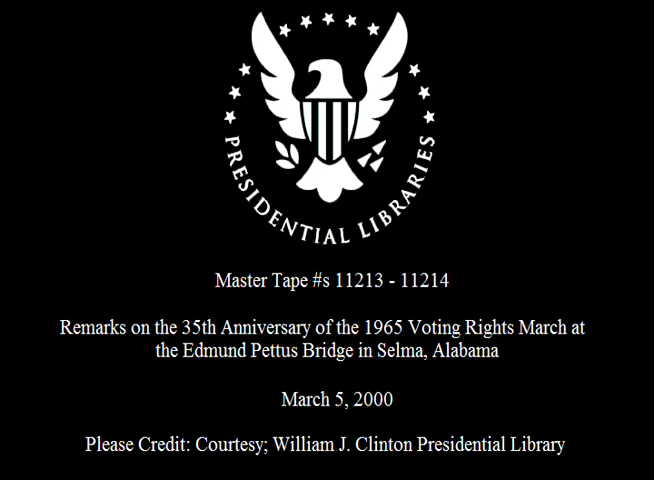 PRESIDENTIAL LIBRARIES
Master Tape #s 11213 - 11214
Remarks on the 35th Anniversary of the 1965 Voting Rights March at
the Edmund Pettus Bridge in Selma, Alabama
March 5, 2000
Please Credit: Courtesy; William J. Clinton Presidential Library